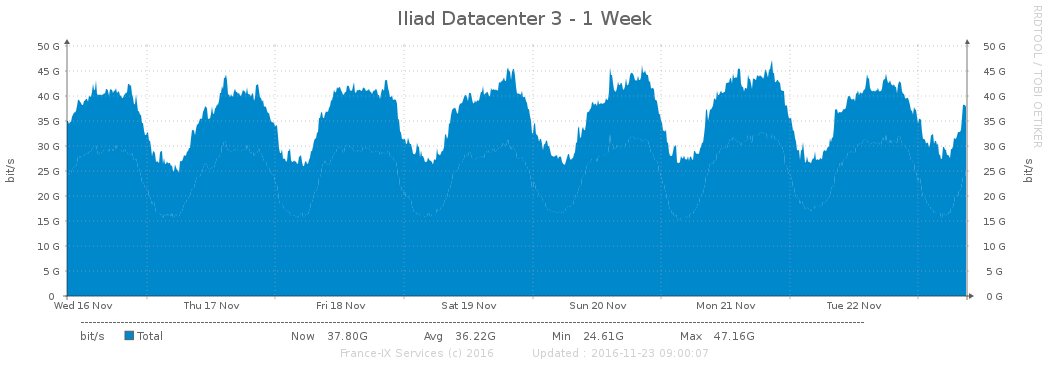 Iliad Datacenter 3 - 1 Week
RRDTOOL / TOBI OETIKER
50 G 50 G
45 G 45 G
40 G 40 G
35 G 35 G
30 G 30 G
25 G 25 G
20 G 20 G
15 G 15 G
10 G 10 G
5 G 5 G
0 0 G
bit/s bit/s
Wed 16 Nov Thu 17 Nov Fri 18 Nov Sat 19 Nov Sun 20 Nov Mon 21 Nov Tue 22 Nov
bit/s Total Now 37.80G Avg 36.22G Min 24.61G Max 47.16G
France-IX Services (c) 2016 Updated : 2016-11-23 09:00:07